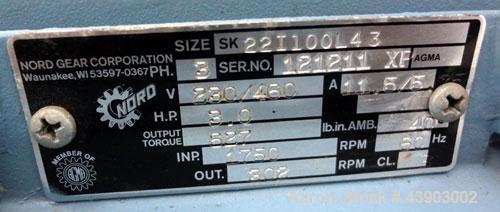 NORD GEAR CORPORATION
Waunakee, WI 53597-0367
NORD
MEMBER OF
SIZE SK 22I100L43
PH. 3 SER.NO. 121211 XP AGMA
V 230/460 A 11.5/5.
H.P. 3.0
OUTPUT TORQUE 627 lb.in. AMB. 40
INP. 1750 RPM 60 Hz
OUT. 302 RPM CL.
Aaron Stock # 43903002